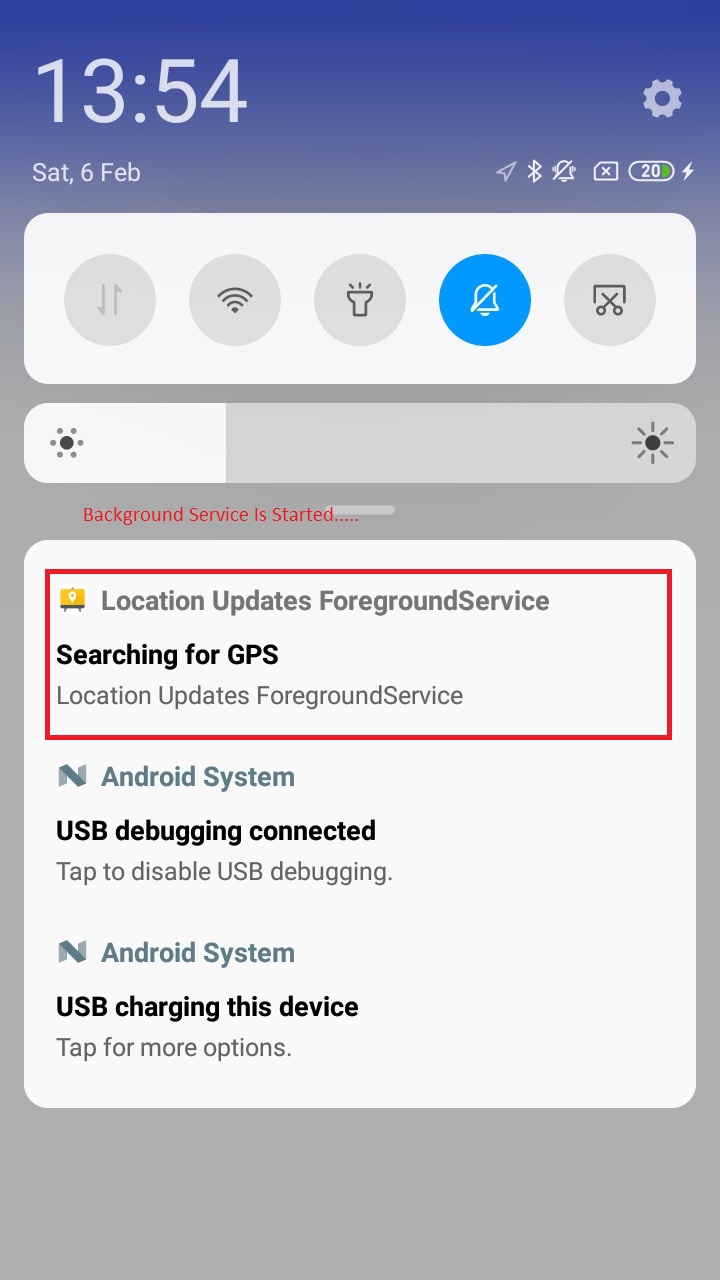 13:54
Sat, 6 Feb
20
Background Service Is Started.....
Location Updates ForegroundService
Searching for GPS
Location Updates ForegroundService
Android System
USB debugging connected
Tap to disable USB debugging.
Android System
USB charging this device
Tap for more options.